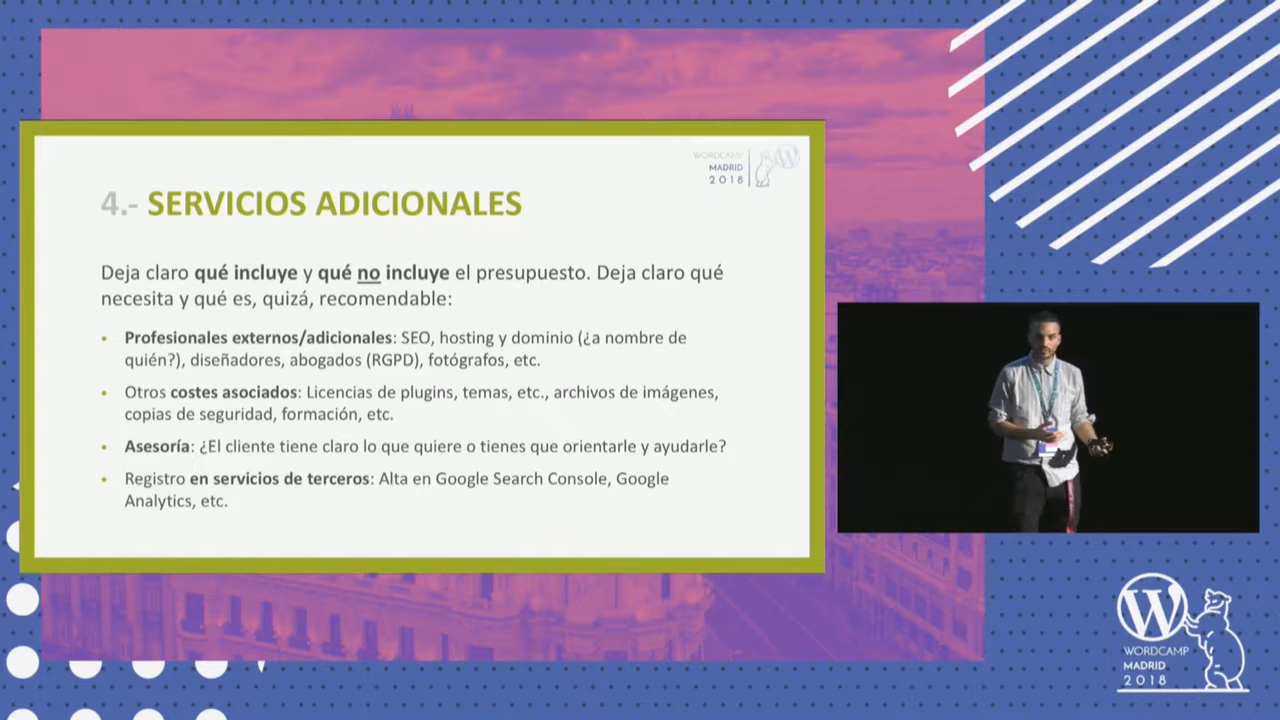 WORDCAMP
MADRID
2018
4.- SERVICIOS ADICIONALES
Deja claro qué incluye y qué no incluye el presupuesto. Deja claro qué
necesita y qué es, quizá, recomendable:
• Profesionales externos/adicionales: SEO, hosting y dominio (¿a nombre de
quién?), diseñadores, abogados (RGPD), fotógrafos, etc.
• Otros costes asociados: Licencias de plugins, temas, etc., archivos de imágenes,
copias de seguridad, formación, etc.
• Asesoría: ¿El cliente tiene claro lo que quiere o tienes que orientarle y ayudarle?
• Registro en servicios de terceros: Alta en Google Search Console, Google
Analytics, etc.
W
WORDCAMP
MADRID
2018